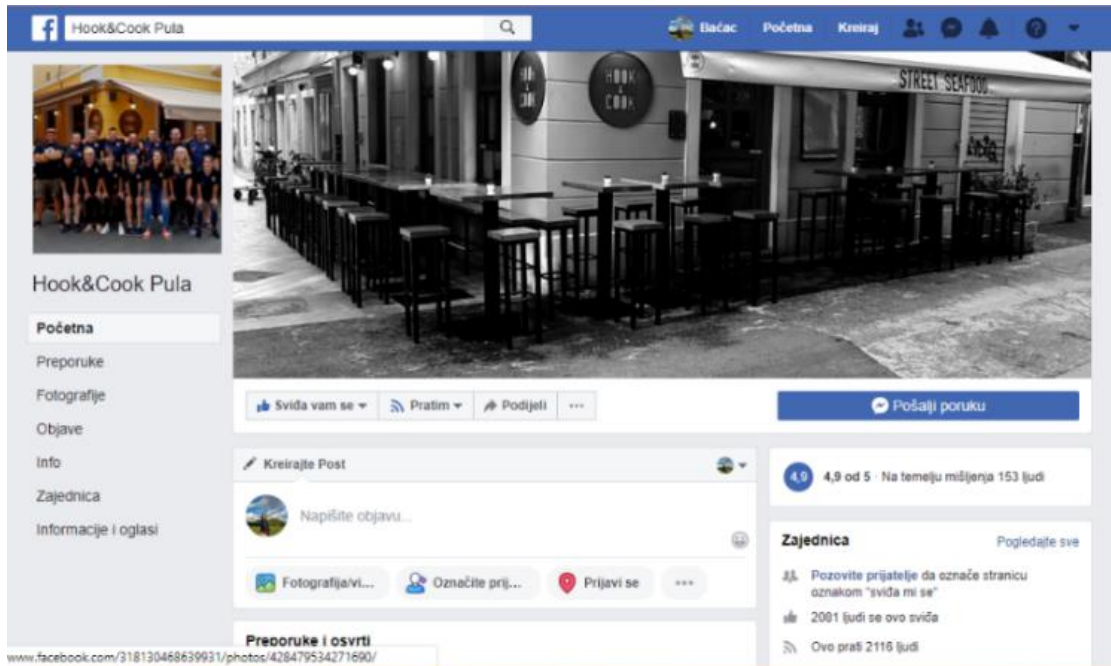 Hook&Cook Pula
Baćac Početna Kreiraj
HOOK & COOK
STREET SEAFOOD
Hook&Cook Pula
Početna
Preporuke
Fotografije
Objave
Info
Zajednica
Informacije i oglasi
Sviđa vam se Pratim Podijeli ...
Pošalji poruku
Kreirajte Post
Napišite objavu...
Fotografija/vi... Označite prij... Prijavi se ...
Preporuke i osvrti
4,9 4,9 od 5 · Na temelju mišljenja 153 ljudi
Zajednica Pogledajte sve
Pozovite prijatelje da označe stranicu
oznakom "sviđa mi se"
2081 ljudi se ovo sviđa
Ovo prati 2116 ljudi
www.facebook.com/318130468639931/photos/428479534271690/